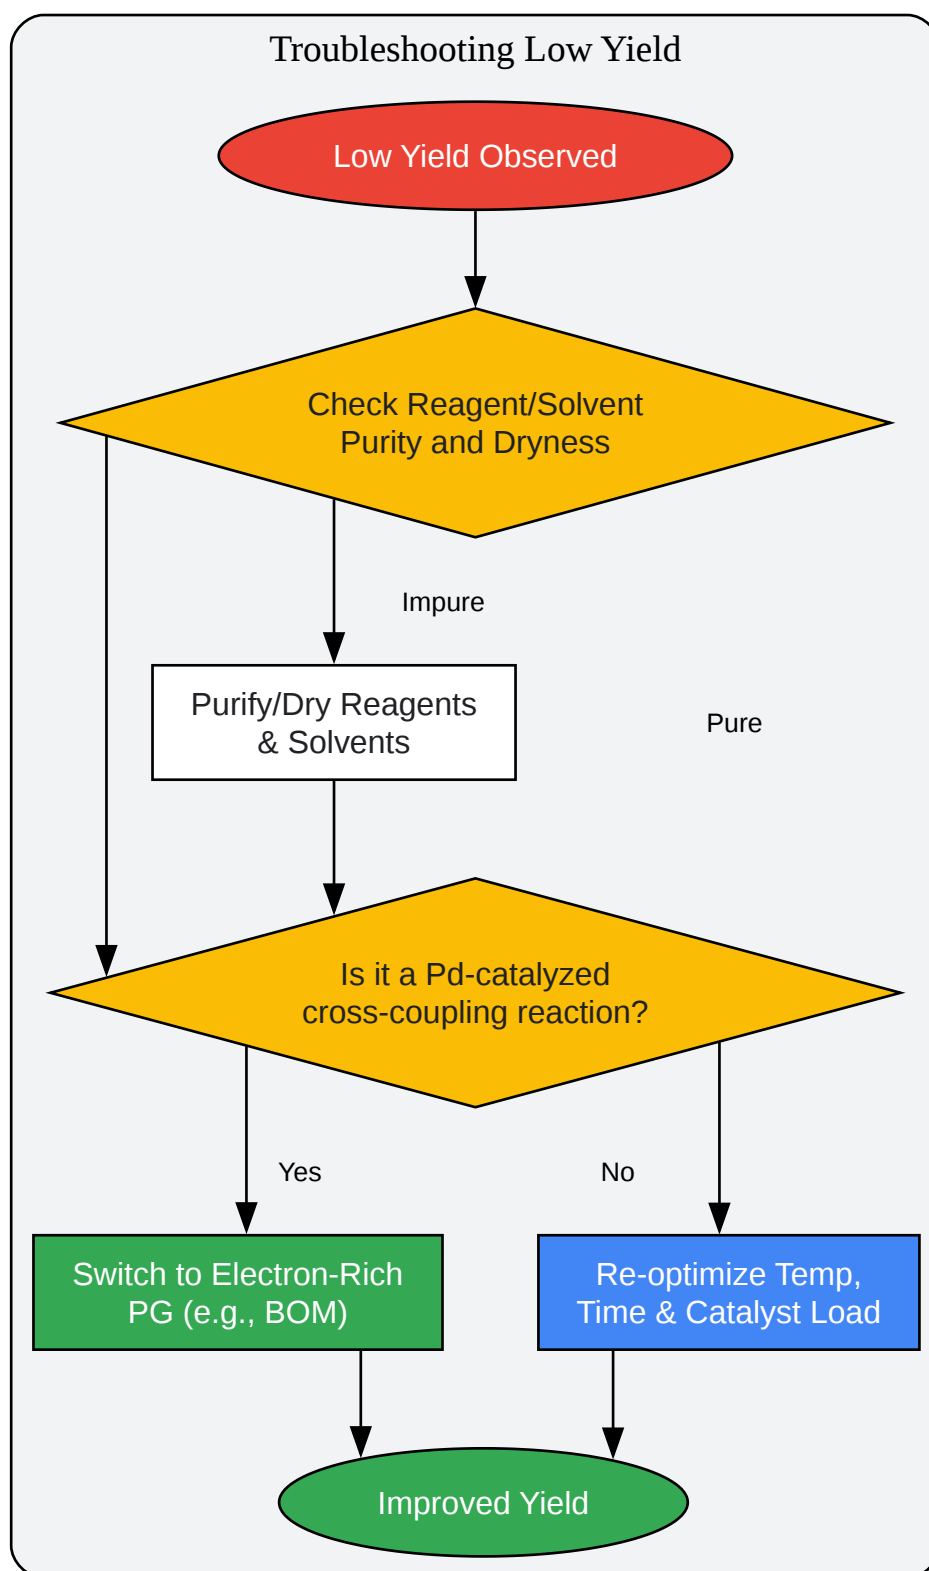 Troubleshooting Low Yield
Low Yield Observed
Check Reagent/Solvent
Purity and Dryness
Impure
Purify/Dry Reagents
& Solvents
Pure
Is it a Pd-catalyzed
cross-coupling reaction?
Yes
No
Switch to Electron-Rich
PG (e.g., BOM)
Re-optimize Temp,
Time & Catalyst Load
Improved Yield